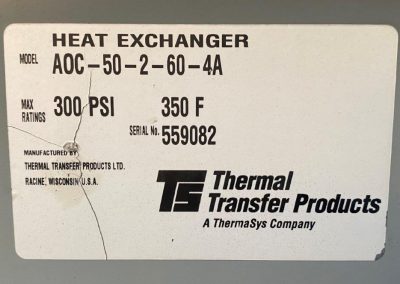 HEAT EXCHANGER
MODEL AOC-50-2-60-4A
MAX RATINGS 300 PSI 350 F
SERIAL No. 559082
MANUFACTURED BY
THERMAL TRANSFER PRODUCTS LTD.
RACINE, WISCONSIN U.S.A.
TS Thermal
Transfer Products
A ThermaSys Company